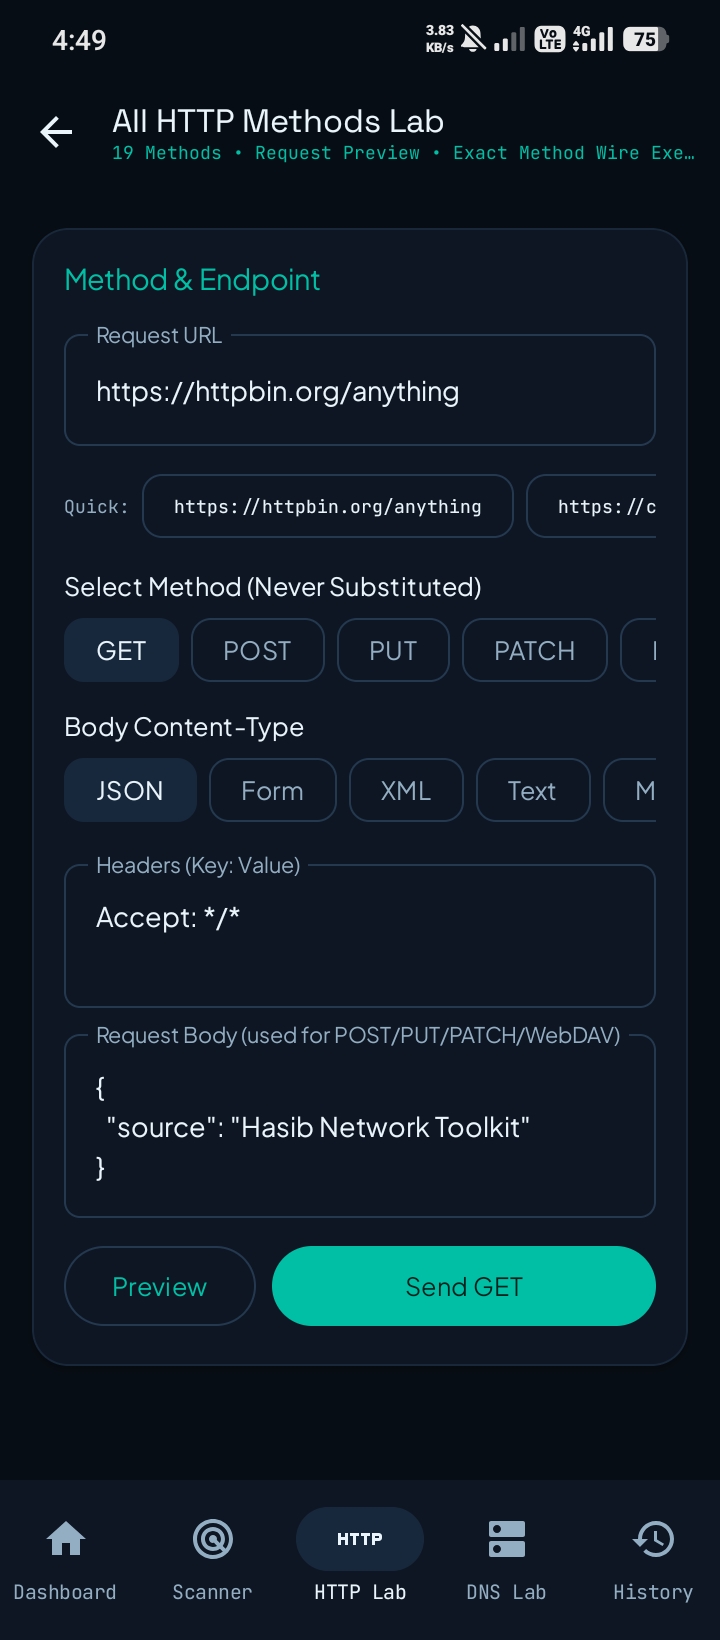 4:49
3.83
KB/s
Vo
LTE
4G
75
All HTTP Methods Lab
19 Methods • Request Preview • Exact Method Wire Exe…
Method & Endpoint
Request URL
https://httpbin.org/anything
Quick:
https://httpbin.org/anything
https://c
Select Method (Never Substituted)
GET
POST
PUT
PATCH
Body Content-Type
JSON
Form
XML
Text
M
Headers (Key: Value)
Accept: */*
Request Body (used for POST/PUT/PATCH/WebDAV)
{
"source": "Hasib Network Toolkit"
}
Preview
Send GET
HTTP
Dashboard
Scanner
HTTP Lab
DNS Lab
History